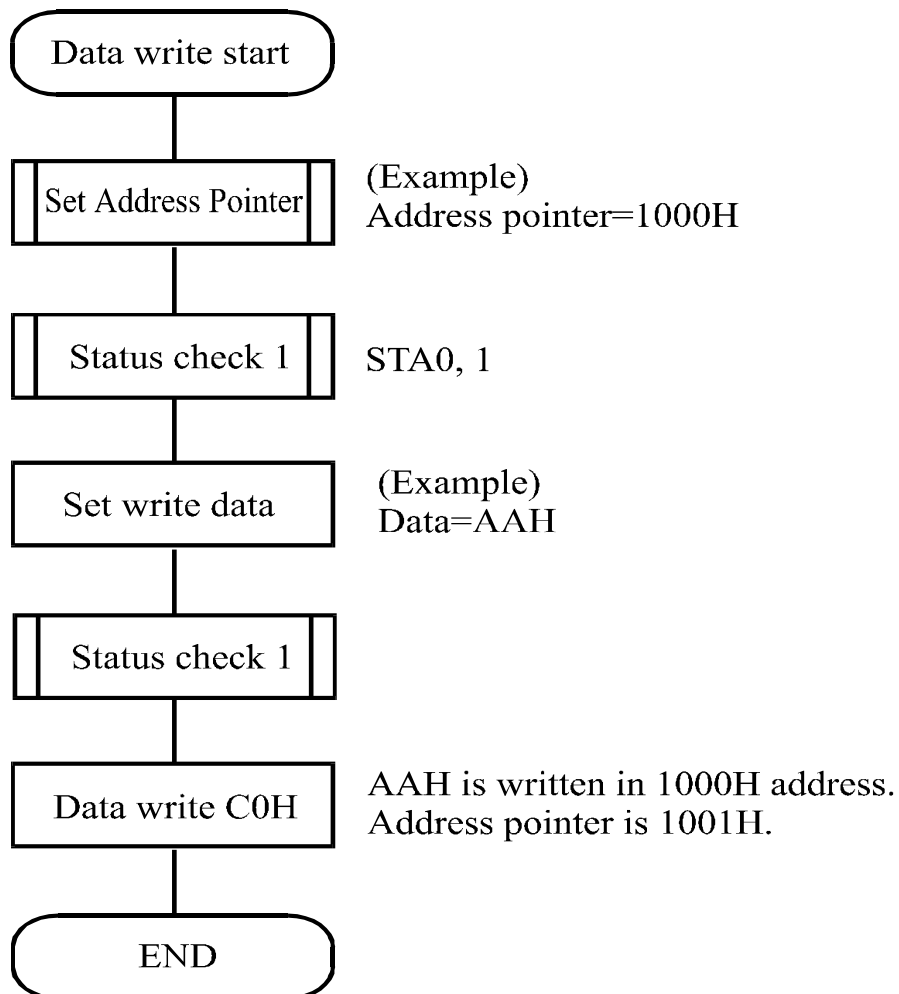 Data write start
Set Address Pointer
(Example)
Address pointer=1000H
Status check 1
STA0, 1
Set write data
(Example)
Data=AAH
Status check 1
Data write C0H
AAH is written in 1000H address.
Address pointer is 1001H.
END